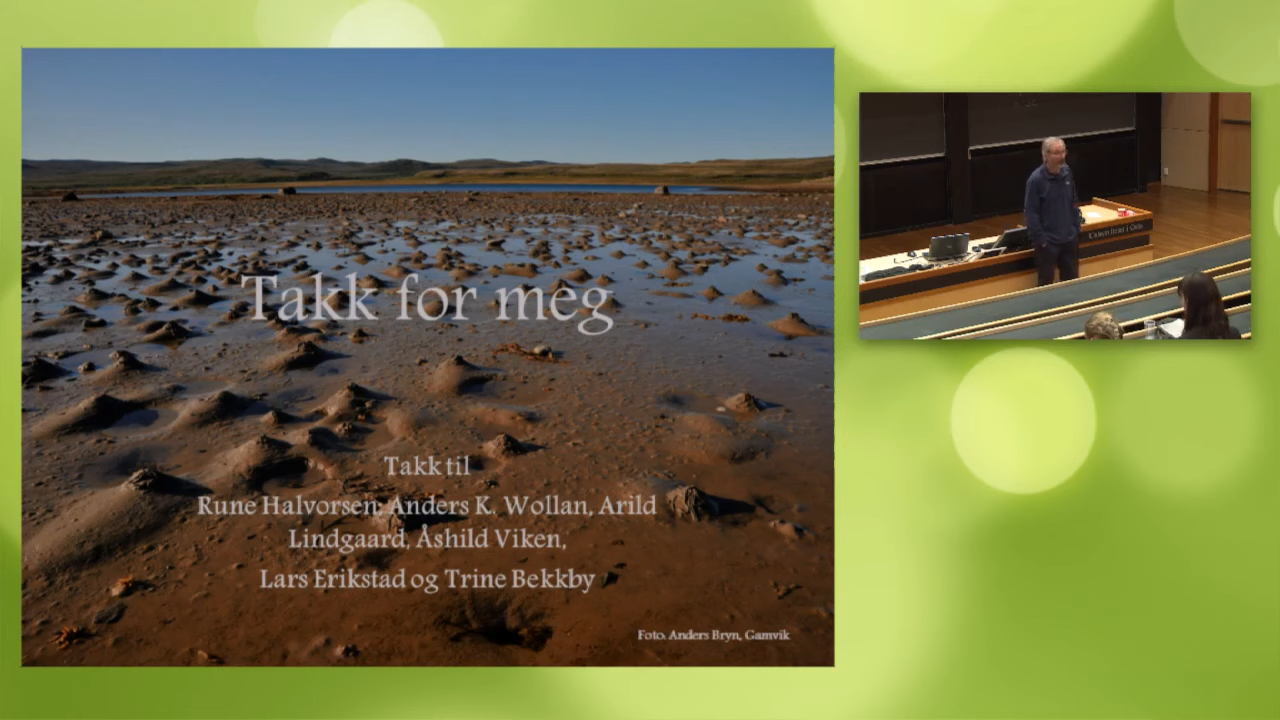 Takk for meg
Takk til
Rune Halvorsen, Anders K. Wollan, Arild
Lindgaard, Åshild Viken,
Lars Erikstad og Trine Bekkby
Foto: Anders Bryn, Gamvik